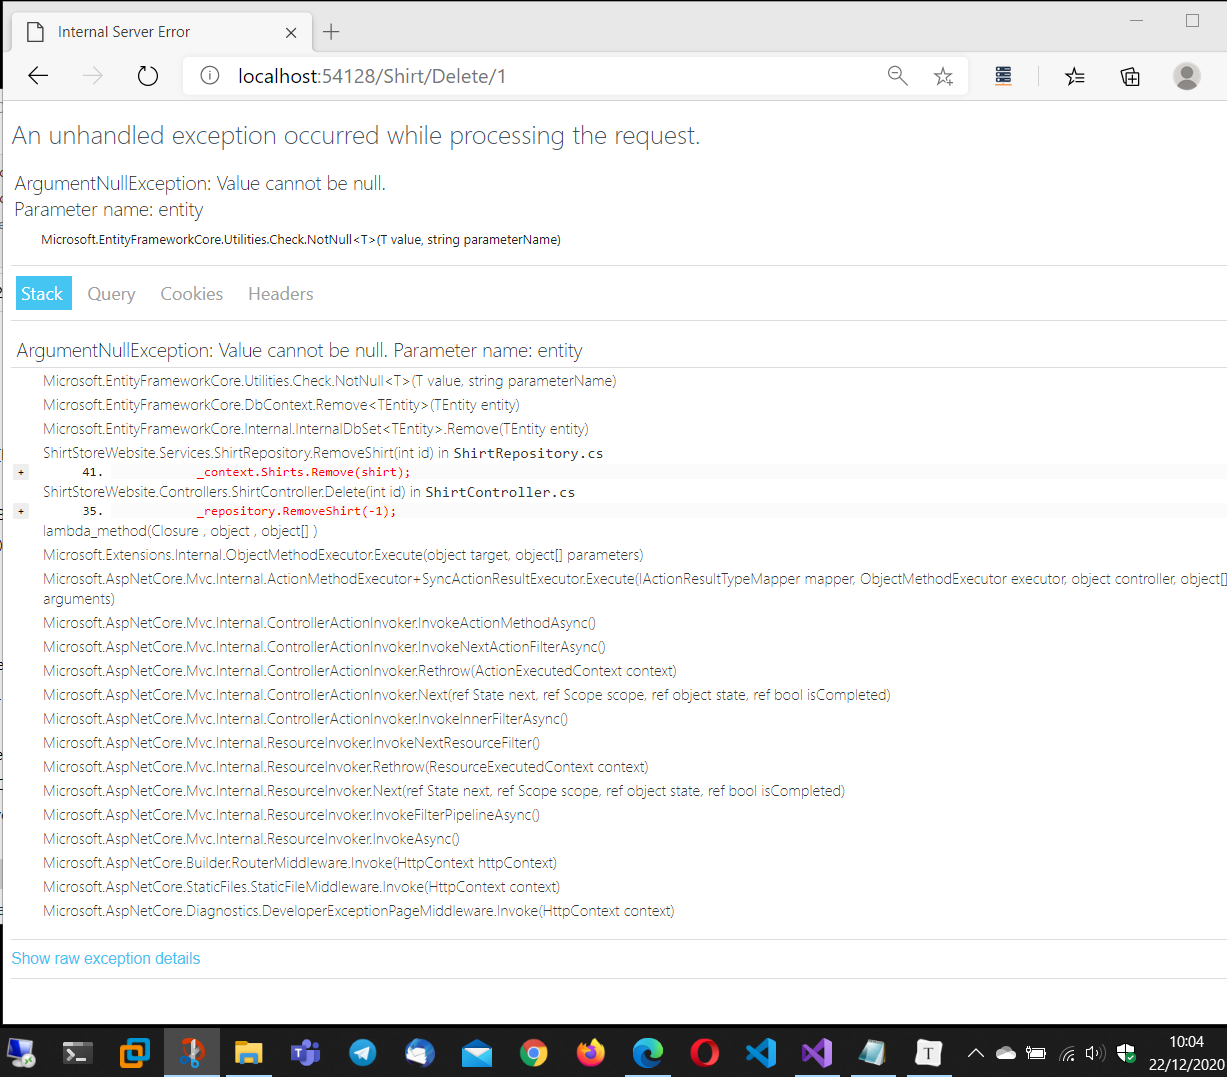 Internal Server Error
localhost:54128/Shirt/Delete/1
An unhandled exception occurred while processing the request.
ArgumentNullException: Value cannot be null.
Parameter name: entity
Microsoft.EntityFrameworkCore.Utilities.Check.NotNull<T>(T value, string parameterName)
Stack Query Cookies Headers
ArgumentNullException: Value cannot be null. Parameter name: entity
Microsoft.EntityFrameworkCore.Utilities.Check.NotNull<T>(T value, string parameterName)
Microsoft.EntityFrameworkCore.DbContext.Remove<TEntity>(TEntity entity)
Microsoft.EntityFrameworkCore.Internal.InternalDbSet<TEntity>.Remove(TEntity entity)
ShirtStoreWebsite.Services.ShirtRepository.RemoveShirt(int id) in ShirtRepository.cs
+ 41. _context.Shirts.Remove(shirt);
ShirtStoreWebsite.Controllers.ShirtController.Delete(int id) in ShirtController.cs
+ 35. _repository.RemoveShirt(-1);
lambda_method(Closure , object , object[] )
Microsoft.Extensions.Internal.ObjectMethodExecutor.Execute(object target, object[] parameters)
Microsoft.AspNetCore.Mvc.Internal.ActionMethodExecutor+SyncActionResultExecutor.Execute(IActionResultTypeMapper mapper, ObjectMethodExecutor executor, object controller, object[]
arguments)
Microsoft.AspNetCore.Mvc.Internal.ControllerActionInvoker.InvokeActionMethodAsync()
Microsoft.AspNetCore.Mvc.Internal.ControllerActionInvoker.InvokeNextActionFilterAsync()
Microsoft.AspNetCore.Mvc.Internal.ControllerActionInvoker.Rethrow(ActionExecutedContext context)
Microsoft.AspNetCore.Mvc.Internal.ControllerActionInvoker.Next(ref State next, ref Scope scope, ref object state, ref bool isCompleted)
Microsoft.AspNetCore.Mvc.Internal.ControllerActionInvoker.InvokeInnerFilterAsync()
Microsoft.AspNetCore.Mvc.Internal.ResourceInvoker.InvokeNextResourceFilter()
Microsoft.AspNetCore.Mvc.Internal.ResourceInvoker.Rethrow(ResourceExecutedContext context)
Microsoft.AspNetCore.Mvc.Internal.ResourceInvoker.Next(ref State next, ref Scope scope, ref object state, ref bool isCompleted)
Microsoft.AspNetCore.Mvc.Internal.ResourceInvoker.InvokeFilterPipelineAsync()
Microsoft.AspNetCore.Mvc.Internal.ResourceInvoker.InvokeAsync()
Microsoft.AspNetCore.Builder.RouterMiddleware.Invoke(HttpContext httpContext)
Microsoft.AspNetCore.StaticFiles.StaticFileMiddleware.Invoke(HttpContext context)
Microsoft.AspNetCore.Diagnostics.DeveloperExceptionPageMiddleware.Invoke(HttpContext context)
Show raw exception details
T
10:04
22/12/2020